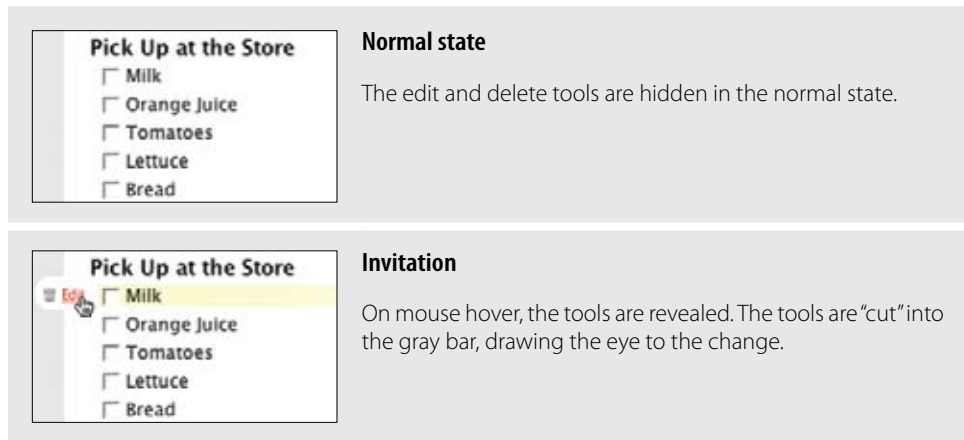 Pick Up at the Store
Milk
Orange Juice
Tomatoes
Lettuce
Bread
Normal state
The edit and delete tools are hidden in the normal state.
Pick Up at the Store
Edit Milk
Orange Juice
Tomatoes
Lettuce
Bread
Invitation
On mouse hover, the tools are revealed. The tools are “cut” into
the gray bar, drawing the eye to the change.